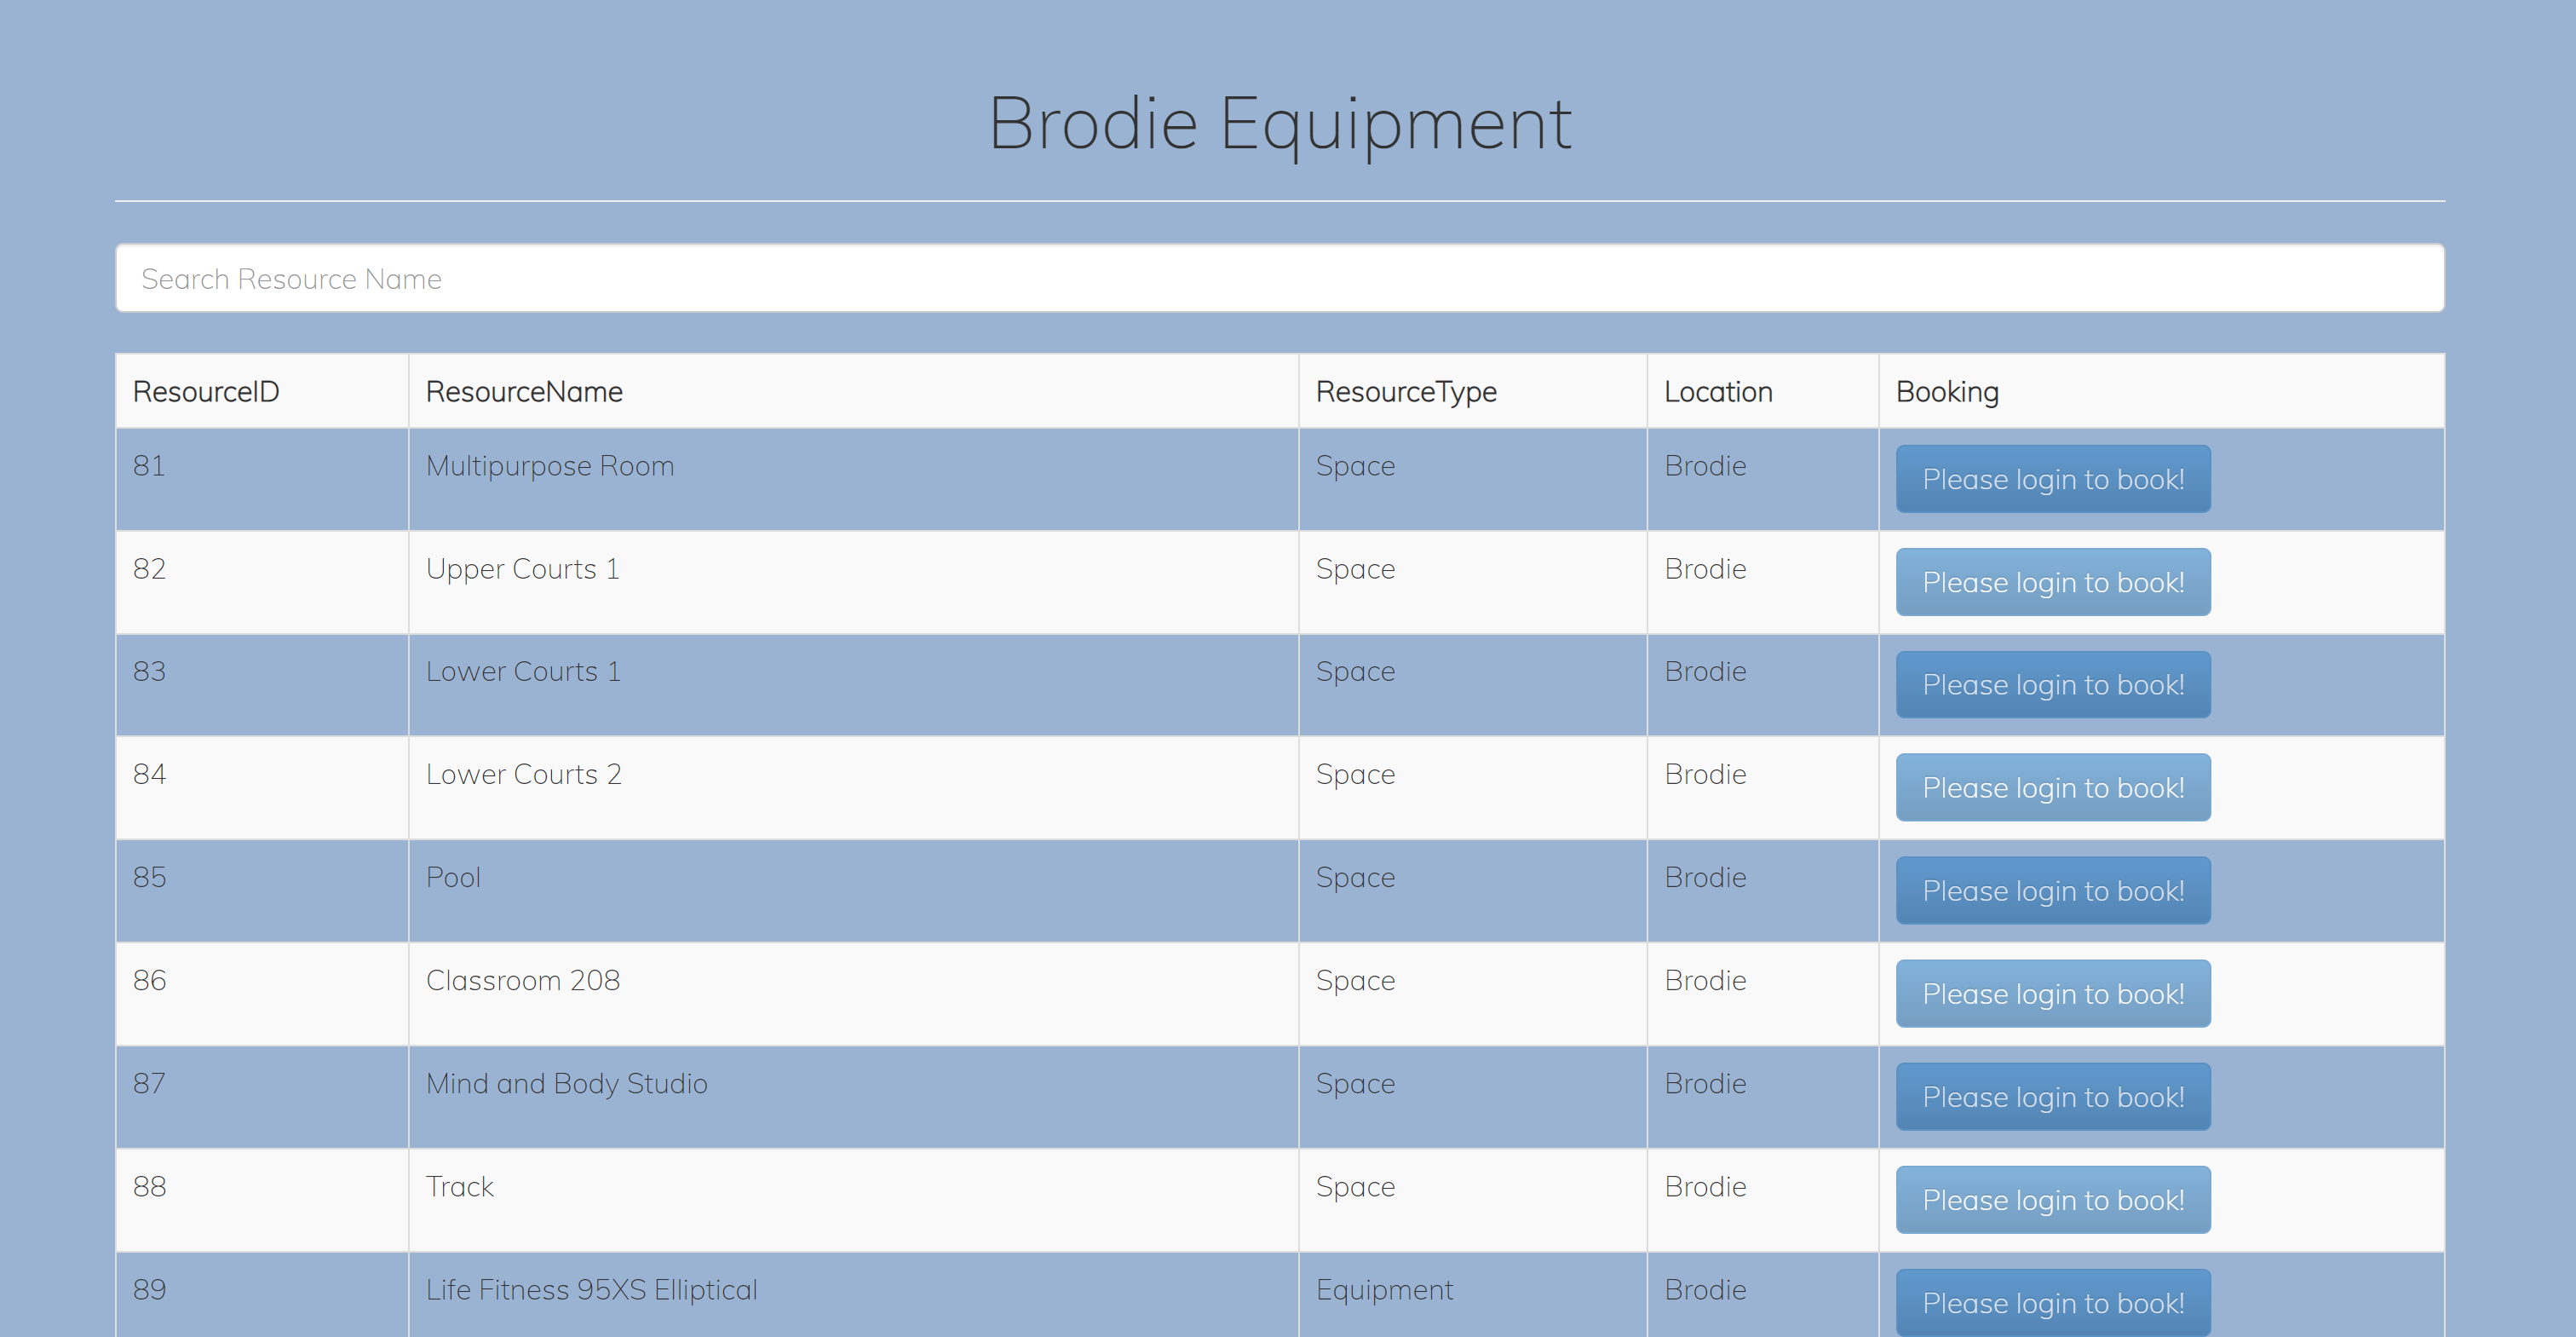 Brodie Equipment
Search Resource Name
ResourceID ResourceName ResourceType Location Booking
81 Multipurpose Room Space Brodie Please login to book!
82 Upper Courts 1 Space Brodie Please login to book!
83 Lower Courts 1 Space Brodie Please login to book!
84 Lower Courts 2 Space Brodie Please login to book!
85 Pool Space Brodie Please login to book!
86 Classroom 208 Space Brodie Please login to book!
87 Mind and Body Studio Space Brodie Please login to book!
88 Track Space Brodie Please login to book!
89 Life Fitness 95XS Elliptical Equipment Brodie Please login to book!